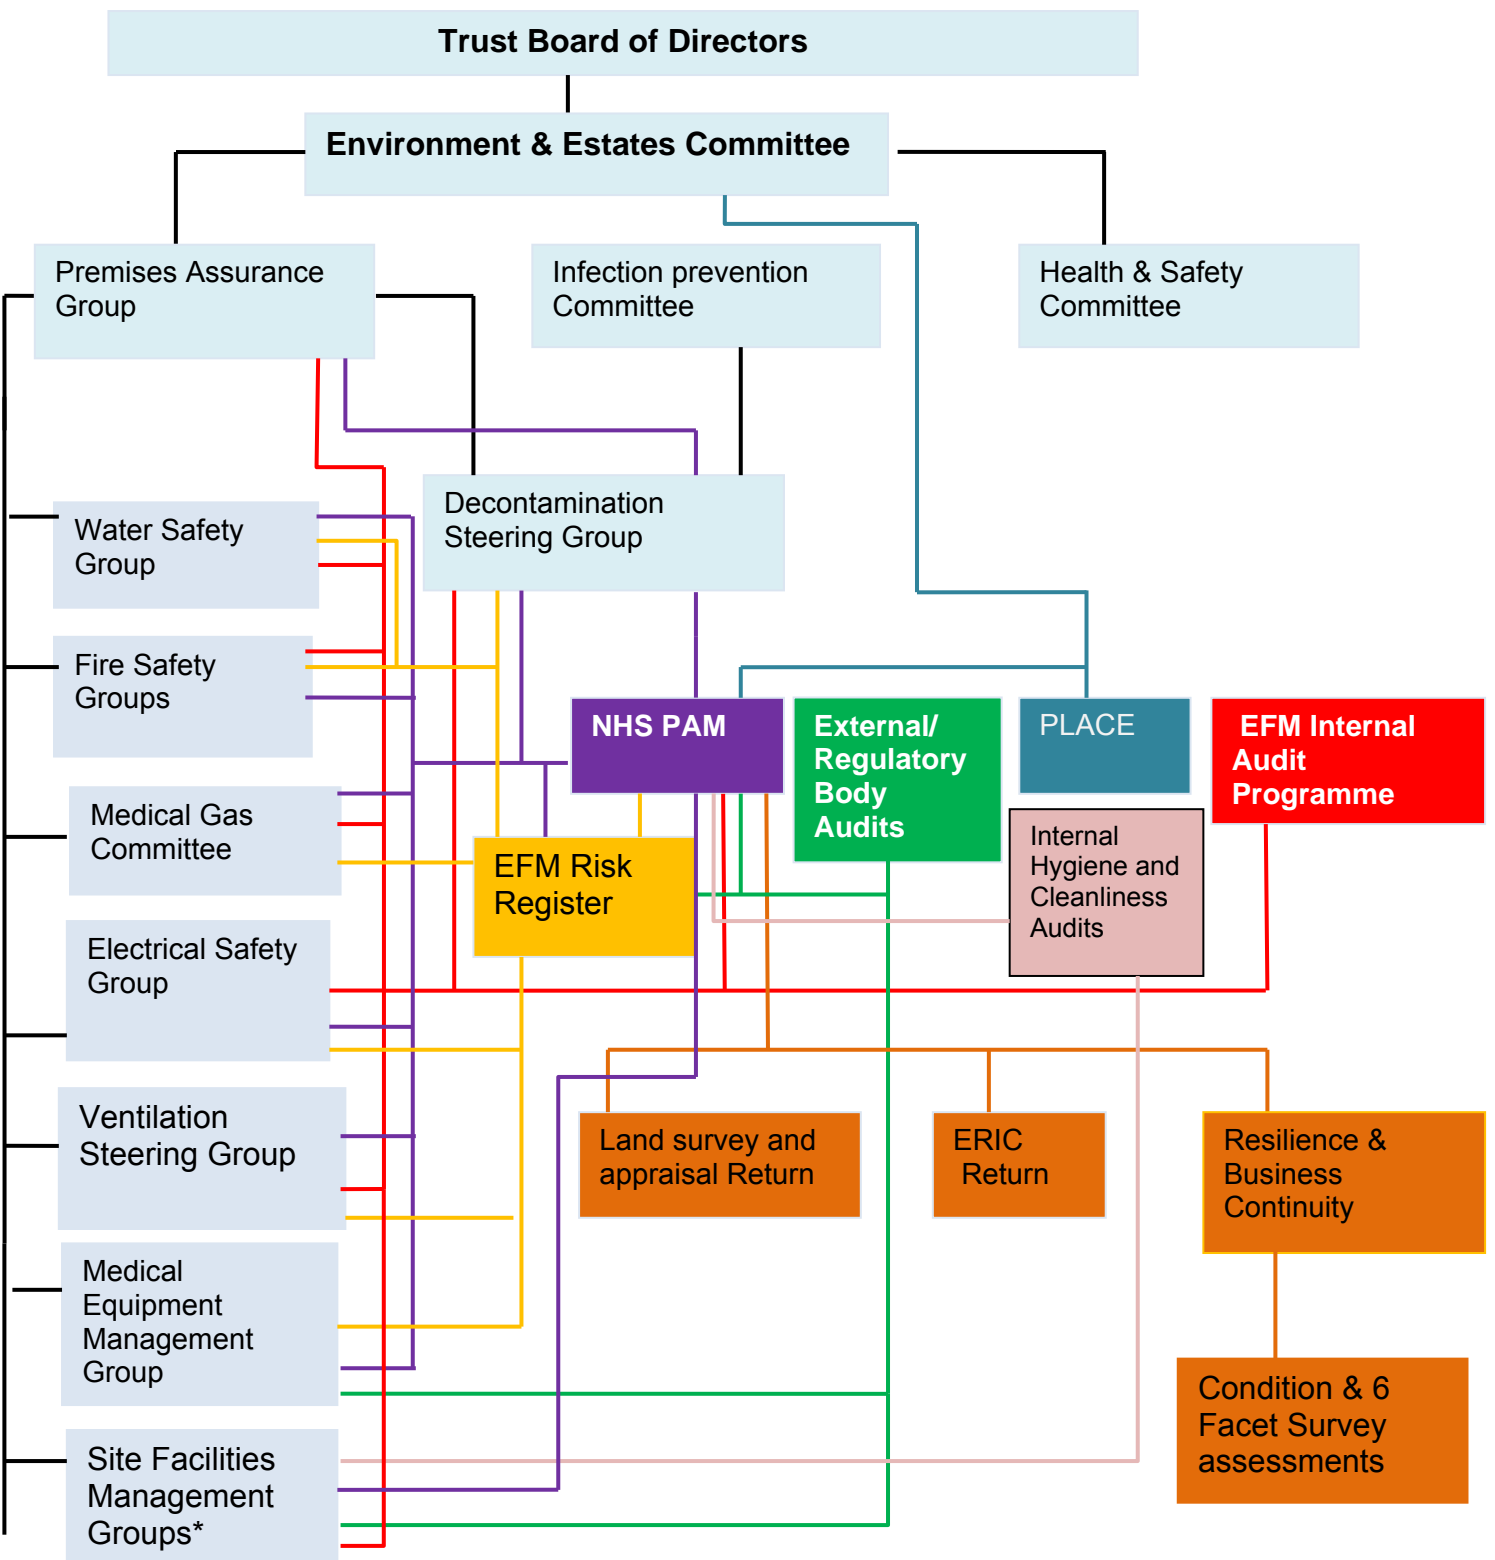 Trust Board of Directors
Environment & Estates Committee
Premises Assurance
Group
Infection prevention
Committee
Health & Safety
Committee
Decontamination
Steering Group
Water Safety
Group
Fire Safety
Groups
Medical Gas
Committee
Electrical Safety
Group
Ventilation
Steering Group
Medical
Equipment
Management
Group
Site Facilities
Management
Groups*
NHS PAM
External/
Regulatory
Body
Audits
PLACE
EFM Internal
Audit
Programme
EFM Risk
Register
Internal
Hygiene and
Cleanliness
Audits
Land survey and
appraisal Return
ERIC
Return
Resilience &
Business
Continuity
Condition & 6
Facet Survey
assessments